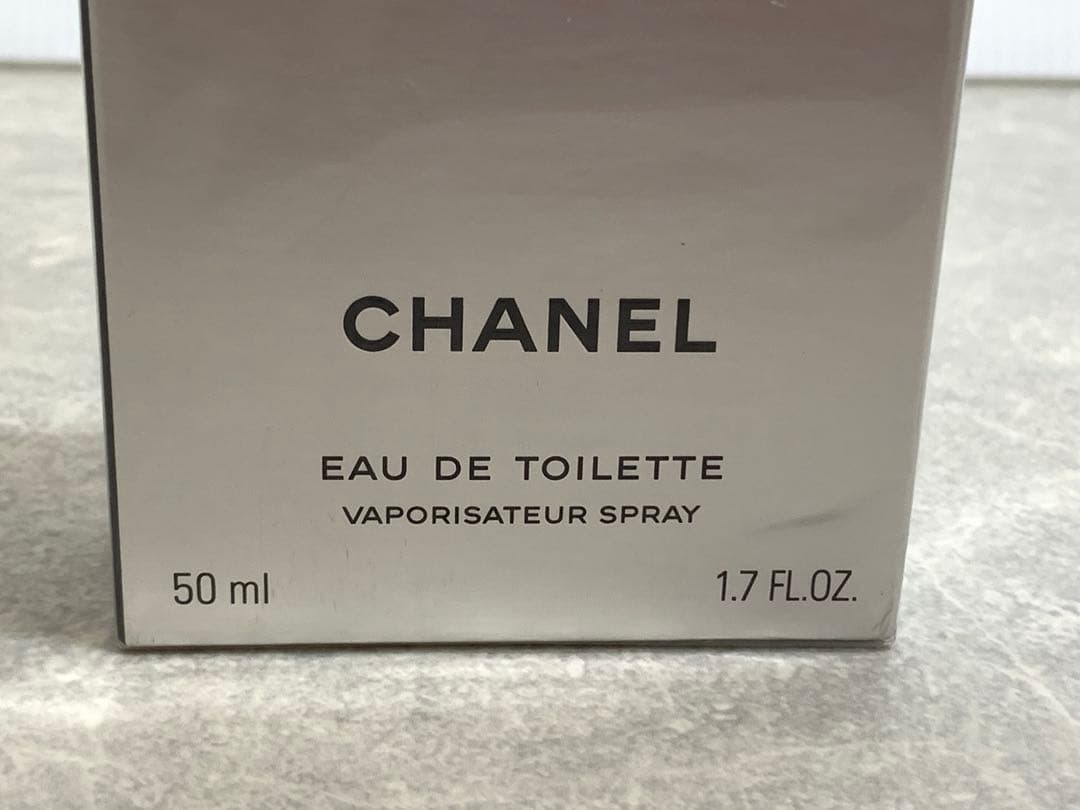 CHANEL
EAU DE TOILETTE
VAPORISATEUR SPRAY
50 ml 1.7 FL.OZ.